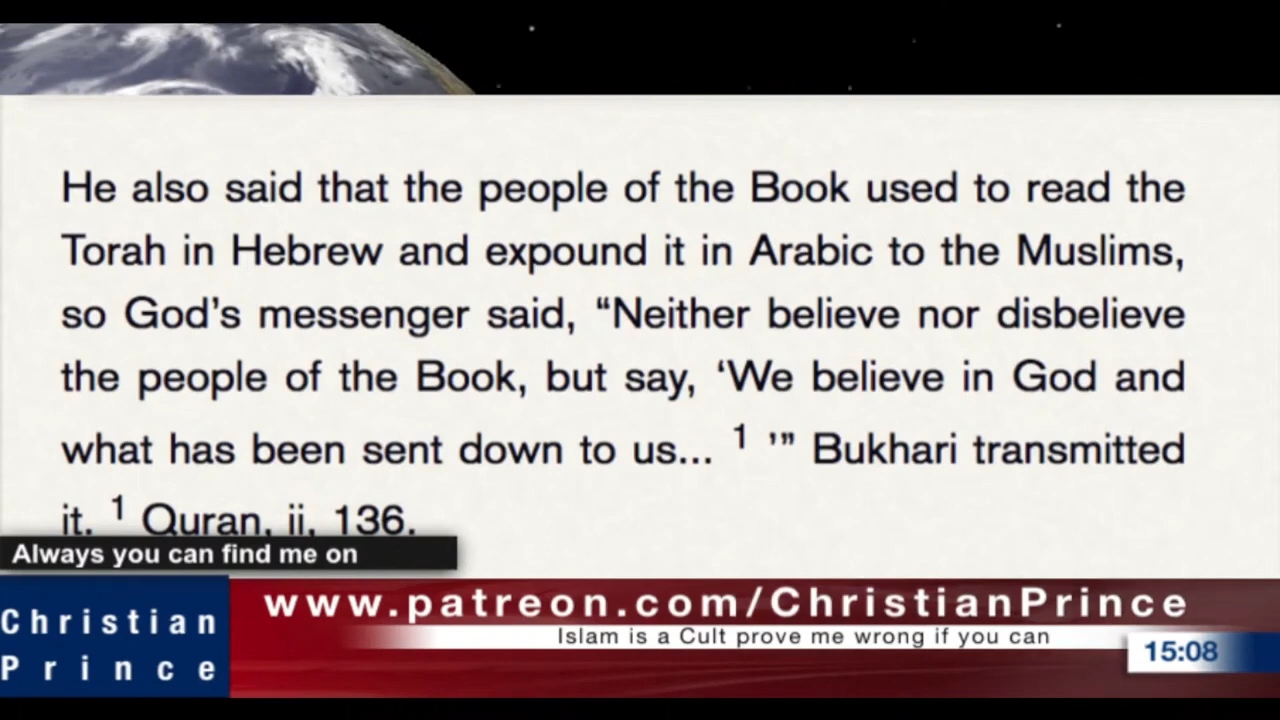 He also said that the people of the Book used to read the
Torah in Hebrew and expound it in Arabic to the Muslims,
so God's messenger said, “Neither believe nor disbelieve
the people of the Book, but say, ‘We believe in God and
what has been sent down to us... 1 ’” Bukhari transmitted
it. 1 Quran, ii, 136.
Always you can find me on
Christian
Prince
www.patreon.com/ChristianPrince
Islam is a Cult prove me wrong if you can
15:08